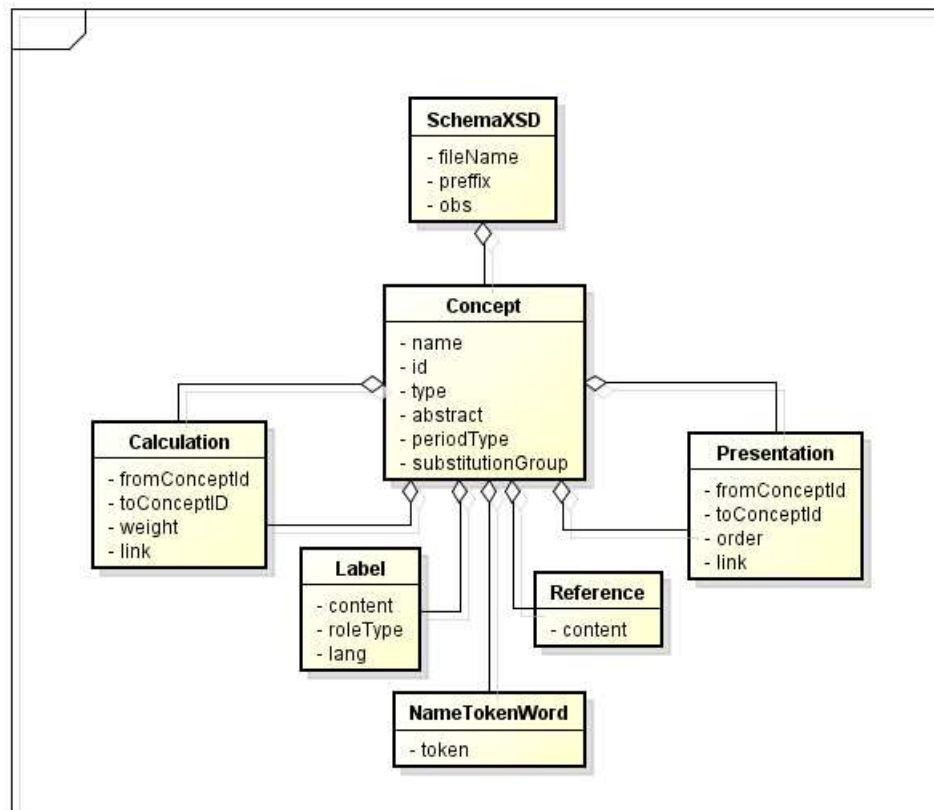 SchemaXSD
- fileName
- preffix
- obs
Concept
- name
- id
- type
- abstract
- periodType
- substitutionGroup
Calculation
- fromConceptId
- toConceptID
- weight
- link
Presentation
- fromConceptId
- toConceptId
- order
- link
Label
- content
- roleType
- lang
Reference
- content
NameTokenWord
- token